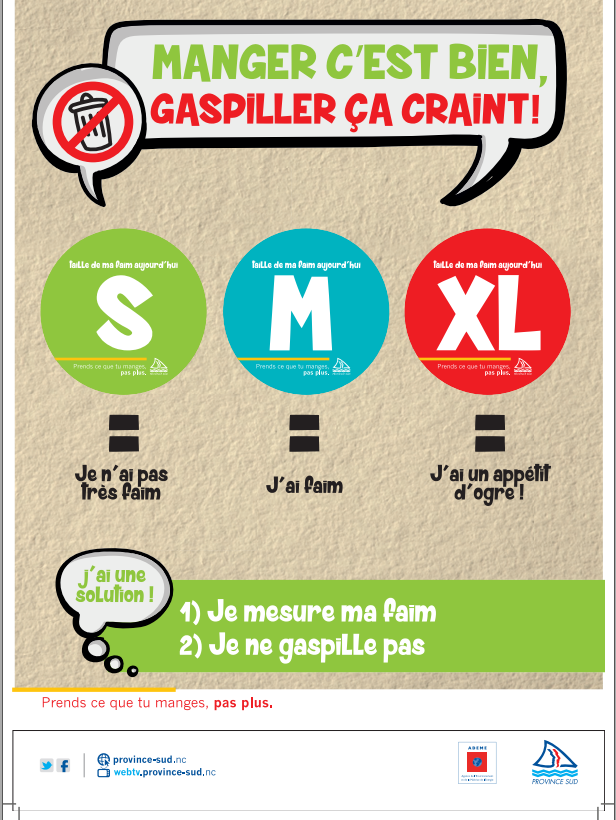 MANGER C'EST BIEN,
GASPILLER ÇA CRAINT!
Taille de ma faim aujourd'hui
S
Prends ce que tu manges,
pas plus.
Taille de ma faim aujourd'hui
M
Prends ce que tu manges,
pas plus.
Taille de ma faim aujourd'hui
XL
Prends ce que tu manges,
pas plus.
=
=
=
Je n'ai pas
très faim
J'ai faim
J'ai un appétit
d'ogre !
j'ai une
solution !
1) Je mesure ma faim
2) Je ne gaspille pas
Prends ce que tu manges, pas plus.
province-sud.nc
webtv.province-sud.nc
ADEME
PROVINCE SUD